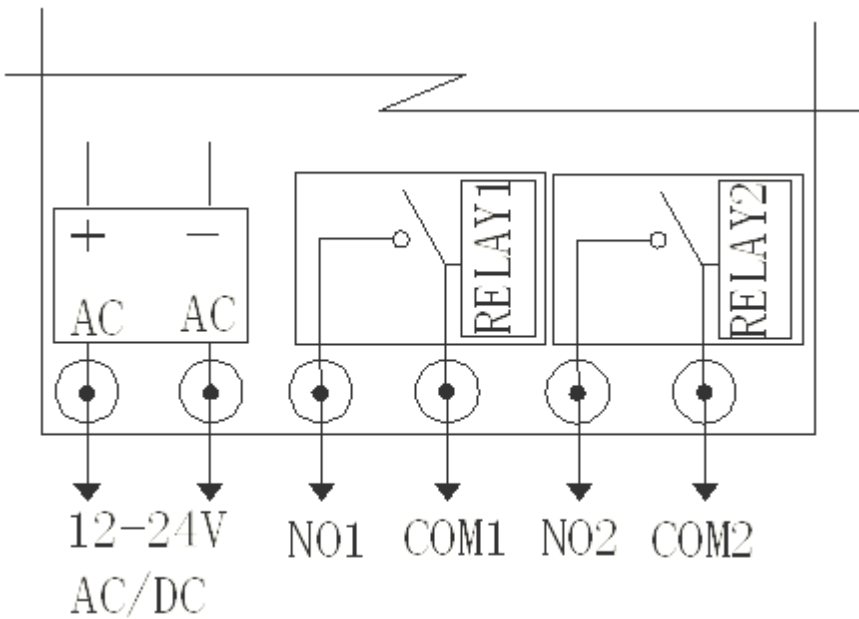 + −
AC AC
RELAY1
RELAY2
12-24V
AC/DC
NO1 COM1 NO2 COM2